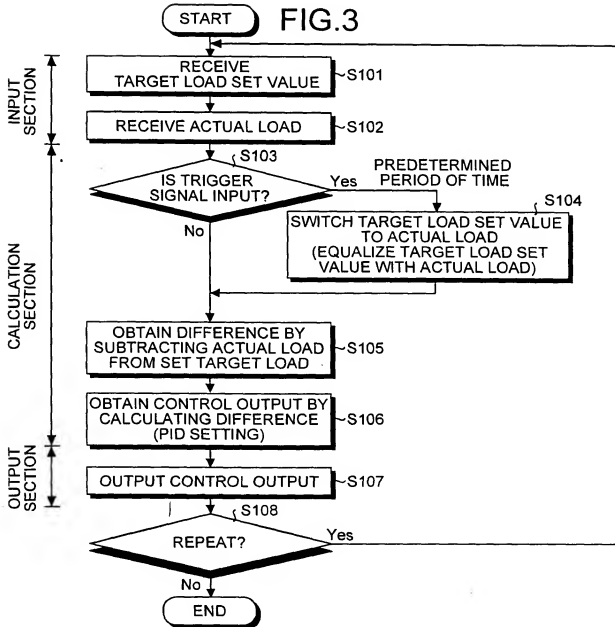 START
FIG.3
INPUT
SECTION
RECEIVE
TARGET LOAD SET VALUE
S101
RECEIVE ACTUAL LOAD
S102
CALCULATION
SECTION
S103
IS TRIGGER
SIGNAL INPUT?
Yes
PREDETERMINED
PERIOD OF TIME
S104
No
SWITCH TARGET LOAD SET VALUE
TO ACTUAL LOAD
(EQUALIZE TARGET LOAD SET
VALUE WITH ACTUAL LOAD)
OBTAIN DIFFERENCE BY
SUBTRACTING ACTUAL LOAD
FROM SET TARGET LOAD
S105
OBTAIN CONTROL OUTPUT BY
CALCULATING DIFFERENCE
(PID SETTING)
S106
OUTPUT
SECTION
OUTPUT CONTROL OUTPUT
S107
S108
REPEAT?
Yes
No
END